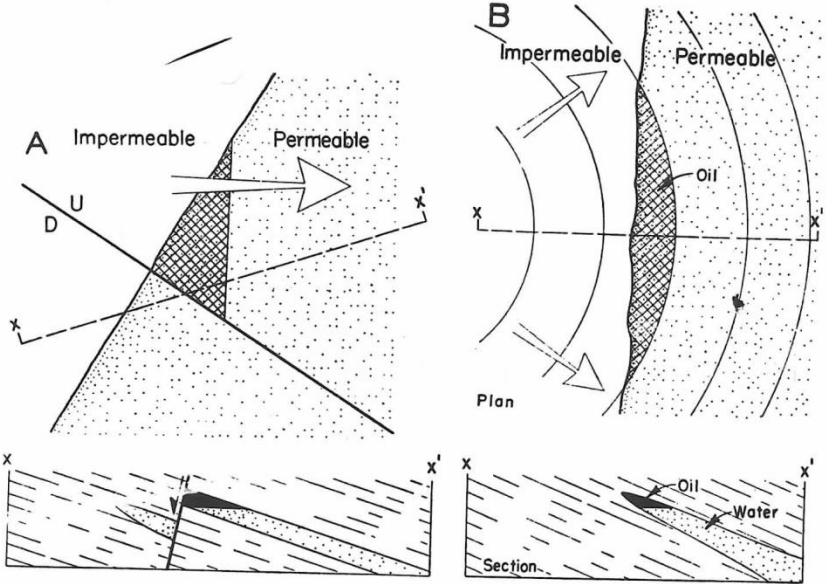 A
Impermeable
Permeable
U
D
X
X'
X
X'
B
Impermeable
Permeable
Oil
X
X'
Plan
X
X'
Oil
Water
Section